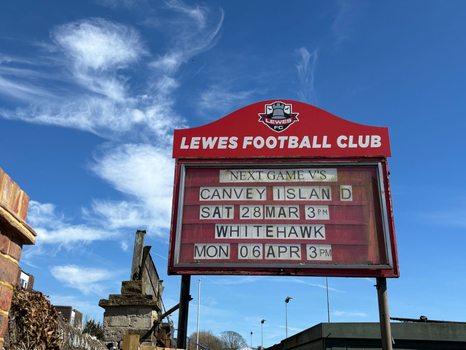 LEWES
FC
LEWES FOOTBALL CLUB
NEXT GAME V'S
CANVEY ISLAND D
SAT 28 MAR 3PM
WHITEHAWK
MON 06 APR 3PM